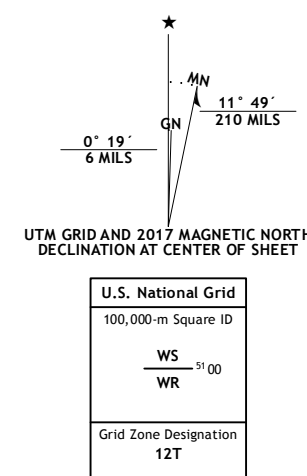 MN
GN
11° 49´
210 MILS
0° 19´
6 MILS
UTM GRID AND 2017 MAGNETIC NORTH
DECLINATION AT CENTER OF SHEET
U.S. National Grid
100,000-m Square ID
WS
51 00
WR
Grid Zone Designation
12T